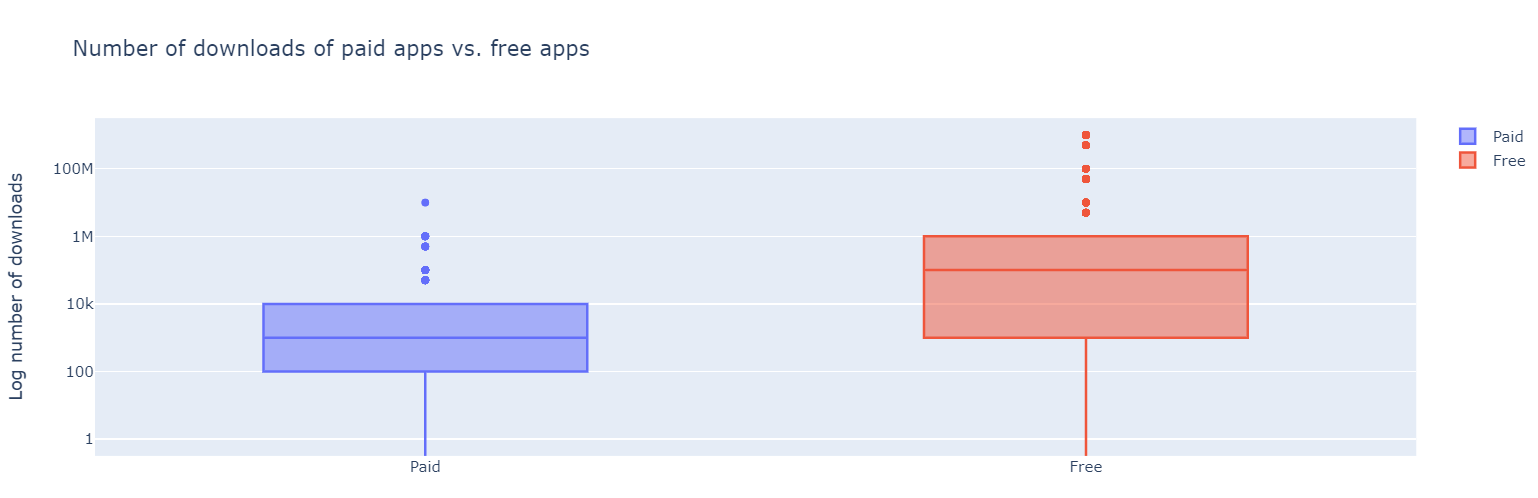 Number of downloads of paid apps vs. free apps
Paid
Free
Log number of downloads
100M
1M
10k
100
1
Paid
Free